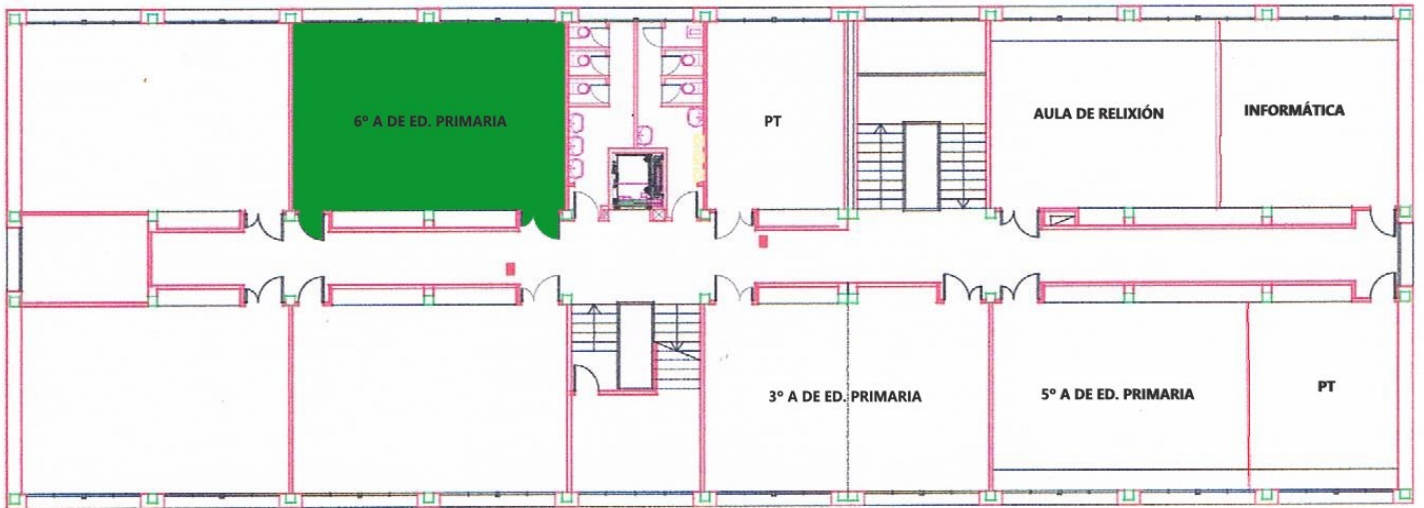 6º A DE ED. PRIMARIA
PT
AULA DE RELIXIÓN
INFORMÁTICA
3º A DE ED. PRIMARIA
5º A DE ED. PRIMARIA
PT